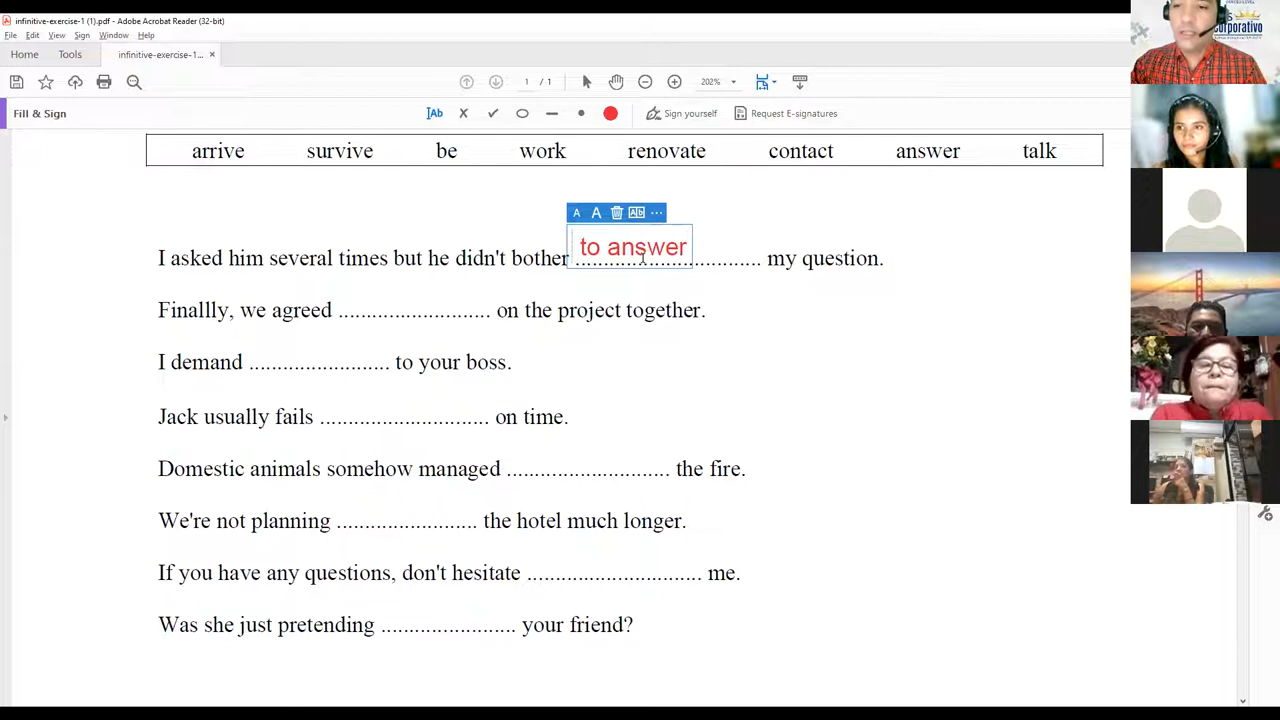 infinitive-exercise-1 (1).pdf - Adobe Acrobat Reader (32-bit)
File Edit View Sign Window Help
Home Tools infinitive-exercise-1... ×
1 / 1 202%
Fill & Sign Ab Sign yourself Request E-signatures
arrive survive be work renovate contact answer talk
A A Ab ...
to answer
I asked him several times but he didn't bother ................................. my question.
Finallly, we agreed ........................... on the project together.
I demand ......................... to your boss.
Jack usually fails .............................. on time.
Domestic animals somehow managed ............................. the fire.
We're not planning ......................... the hotel much longer.
If you have any questions, don't hesitate ............................... me.
Was she just pretending ........................ your friend?
Corporativo